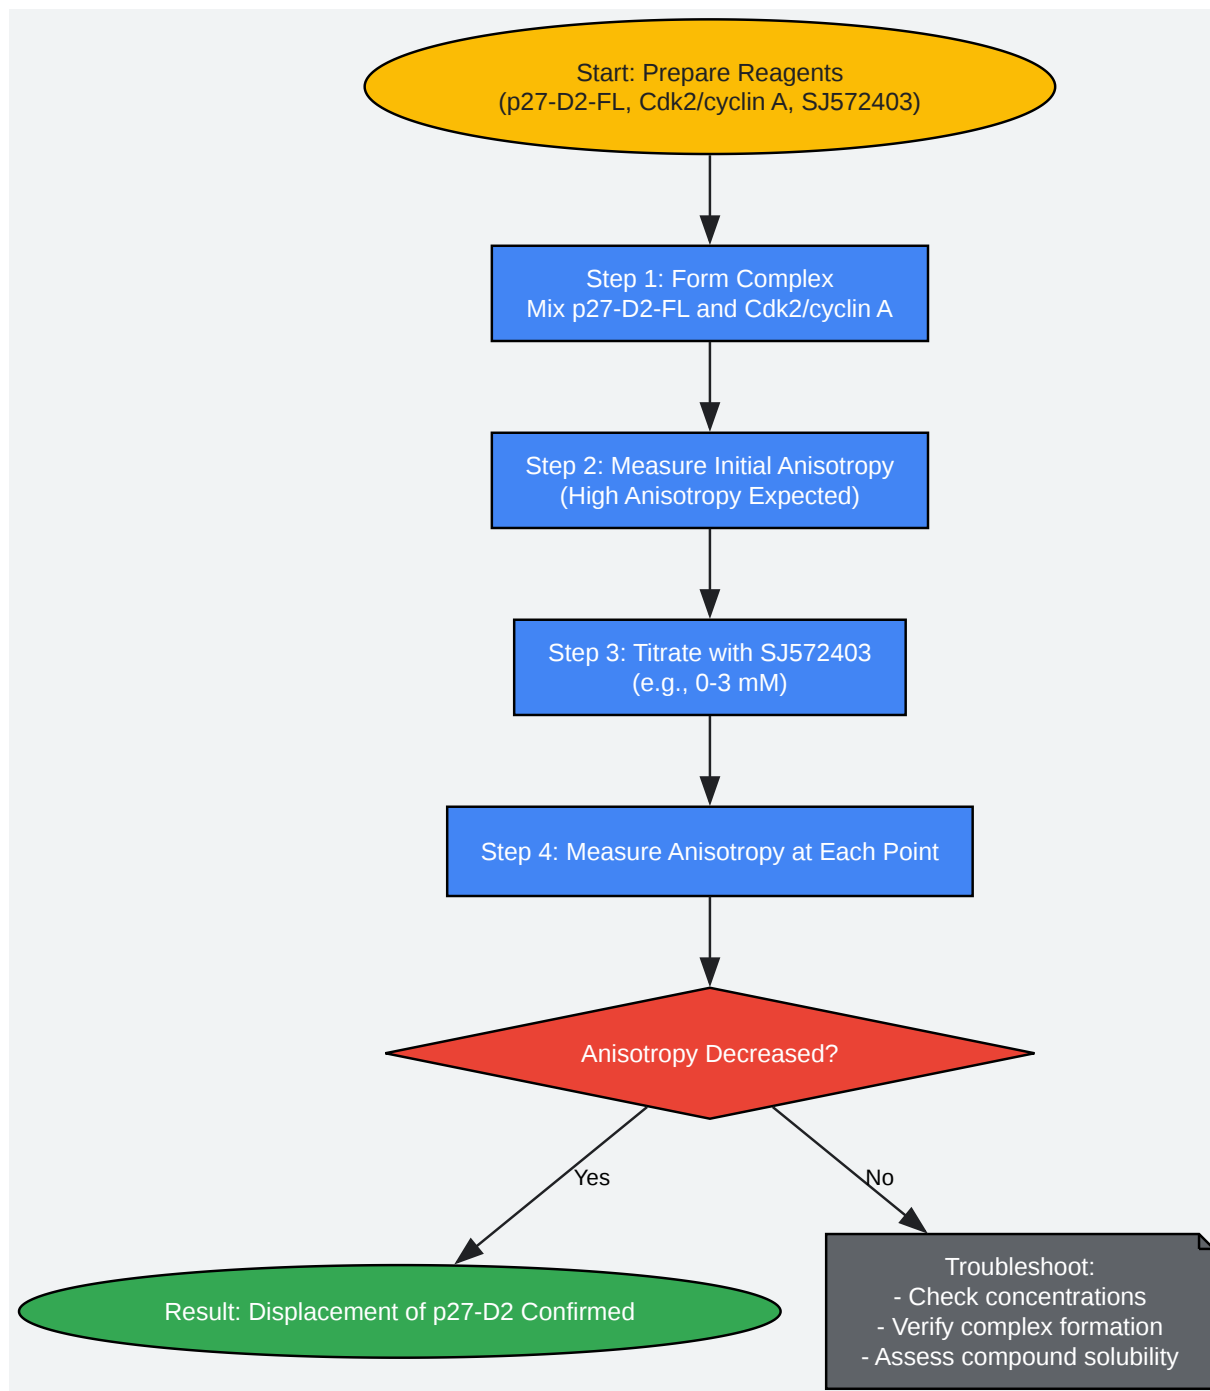 Start: Prepare Reagents
(p27-D2-FL, Cdk2/cyclin A, SJ572403)
Step 1: Form Complex
Mix p27-D2-FL and Cdk2/cyclin A
Step 2: Measure Initial Anisotropy
(High Anisotropy Expected)
Step 3: Titrate with SJ572403
(e.g., 0-3 mM)
Step 4: Measure Anisotropy at Each Point
Anisotropy Decreased?
Yes
No
Result: Displacement of p27-D2 Confirmed
Troubleshoot:
- Check concentrations
- Verify complex formation
- Assess compound solubility